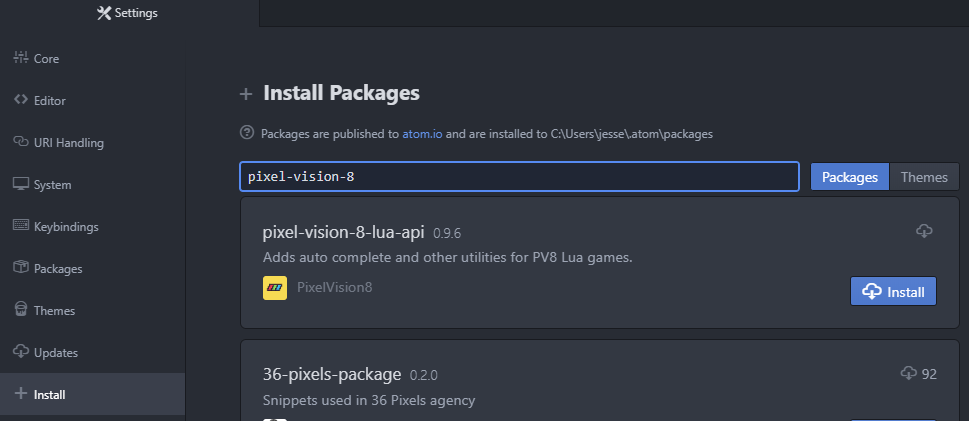 Settings
Core
Editor
URI Handling
System
Keybindings
Packages
Themes
Updates
Install
+ Install Packages
Packages are published to atom.io and are installed to C:\Users\jesse\.atom\packages
pixel-vision-8
Packages Themes
pixel-vision-8-lua-api 0.9.6
Adds auto complete and other utilities for PV8 Lua games.
PixelVision8
Install
36-pixels-package 0.2.0 92
Snippets used in 36 Pixels agency